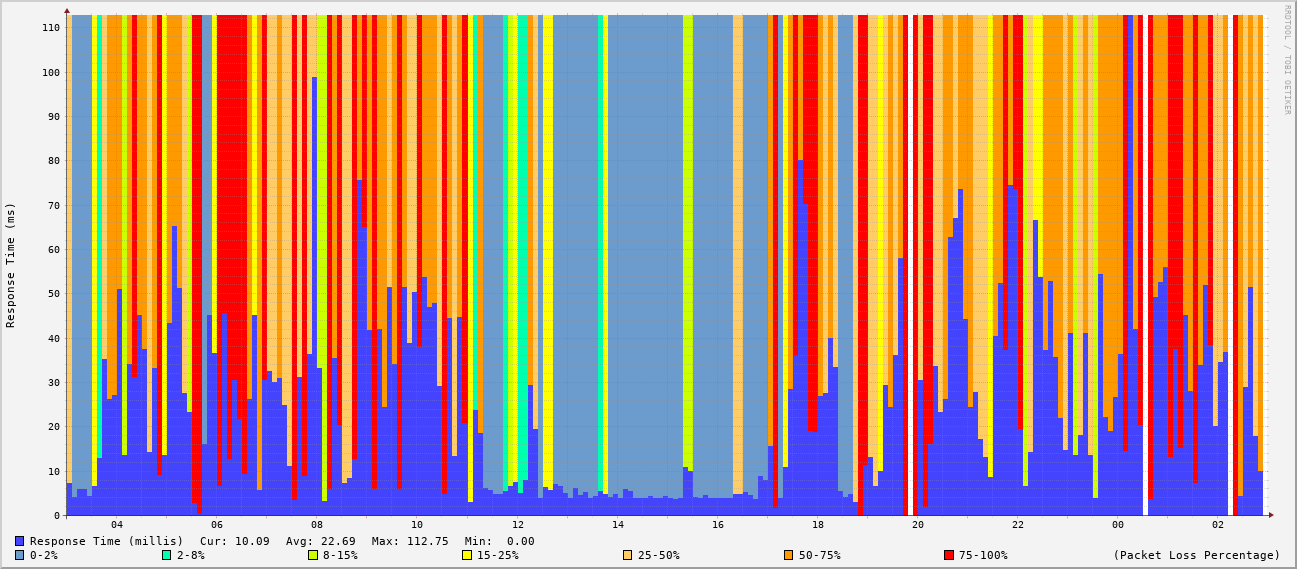 RRDTOOL / TOBI OETIKER
Response Time (ms)
110
100
90
80
70
60
50
40
30
20
10
0
04 06 08 10 12 14 16 18 20 22 00 02
Response Time (millis) Cur: 10.09 Avg: 22.69 Max: 112.75 Min: 0.00
0-2% 2-8% 8-15% 15-25% 25-50% 50-75% 75-100% (Packet Loss Percentage)